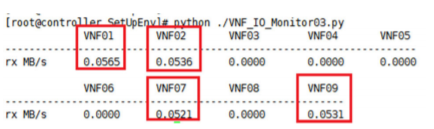 [root@controller SetUpEnv]# python ./VNF_IO_Monitor03.py
VNF01 VNF02 VNF03 VNF04 VNF05
rx MB/s 0.0565 0.0536 0.0000 0.0000 0.0000
VNF06 VNF07 VNF08 VNF09
rx MB/s 0.0000 0.0521 0.0000 0.0531